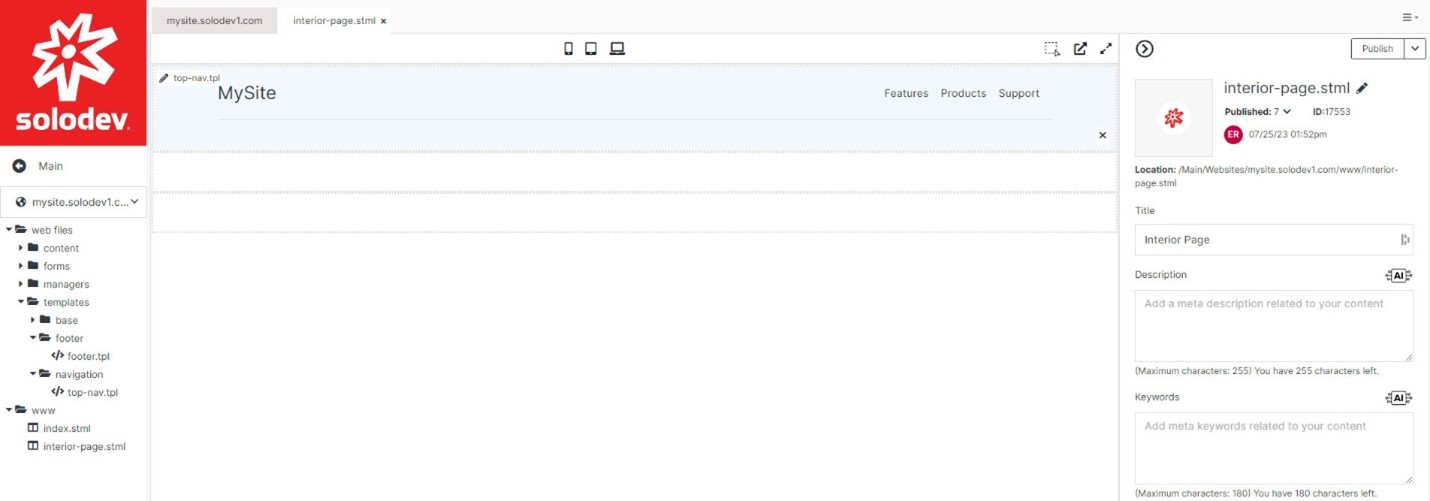 solodev
Main
mysite.solodev1.c...
web files
content
forms
managers
templates
base
footer
footer.tpl
navigation
top-nav.tpl
www
index.stml
interior-page.stml
mysite.solodev1.com
interior-page.stml ×
top-nav.tpl
MySite
Features Products Support
Publish
interior-page.stml
Published: 7 ID:17553
ER 07/25/23 01:52pm
Location: /Main/Websites/mysite.solodev1.com/www/interior-
page.stml
Title
Interior Page
Description AI
Add a meta description related to your content
(Maximum characters: 255) You have 255 characters left.
Keywords AI
Add meta keywords related to your content
(Maximum characters: 180) You have 180 characters left.